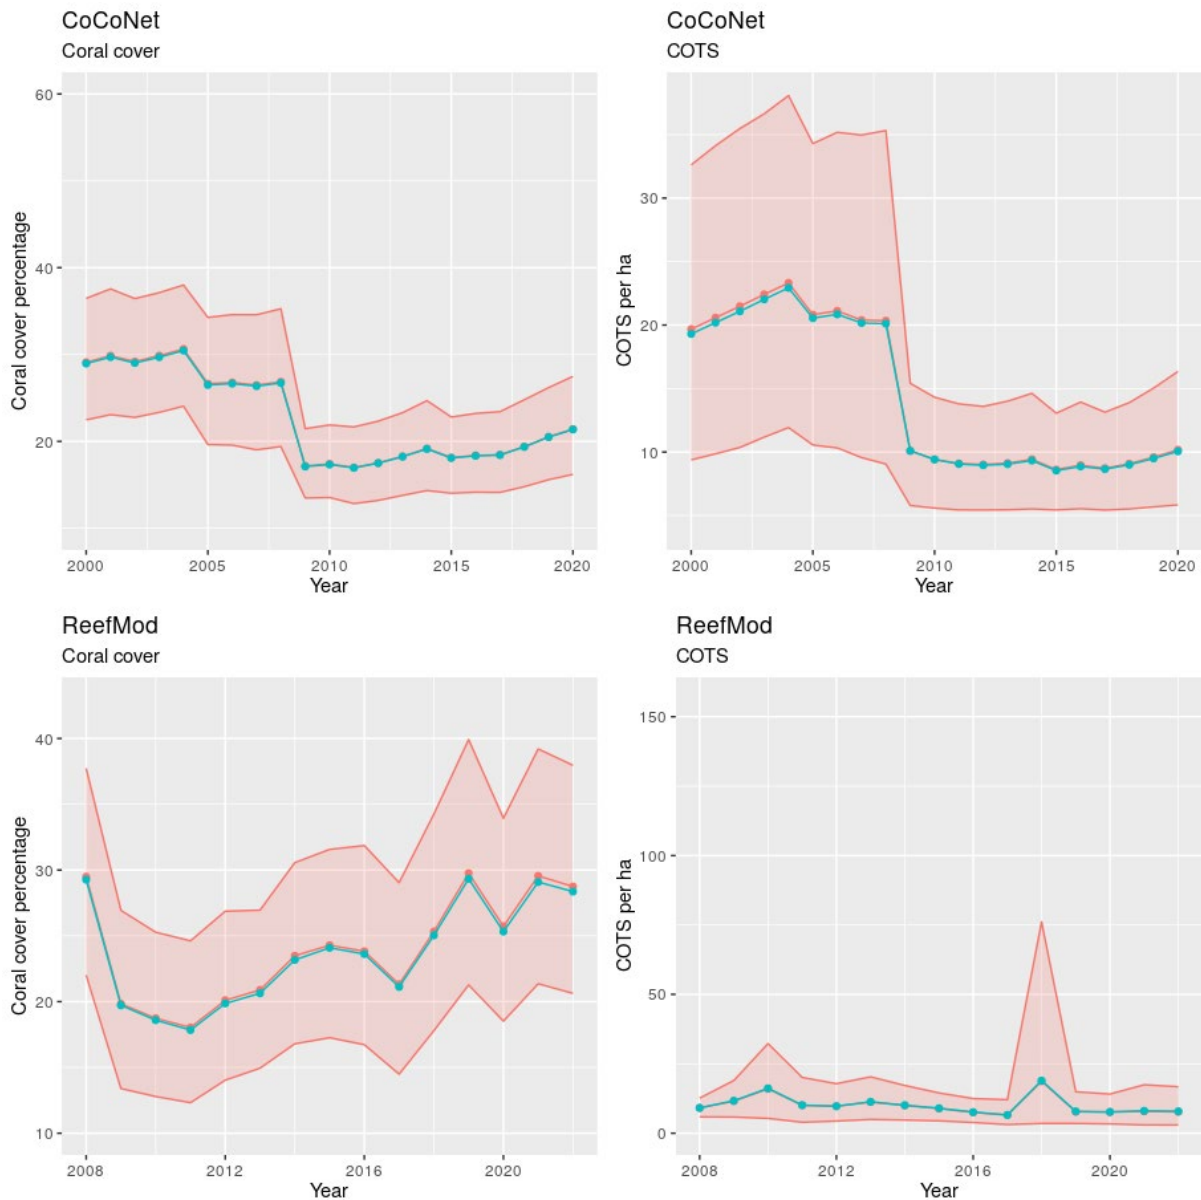 CoCoNet
Coral cover
60
40
20
Coral cover percentage
2000 2005 2010 2015 2020
Year
CoCoNet
COTS
30
20
10
COTS per ha
2000 2005 2010 2015 2020
Year
ReefMod
Coral cover
40
30
20
10
Coral cover percentage
2008 2012 2016 2020
Year
ReefMod
COTS
150
100
50
0
COTS per ha
2008 2012 2016 2020
Year